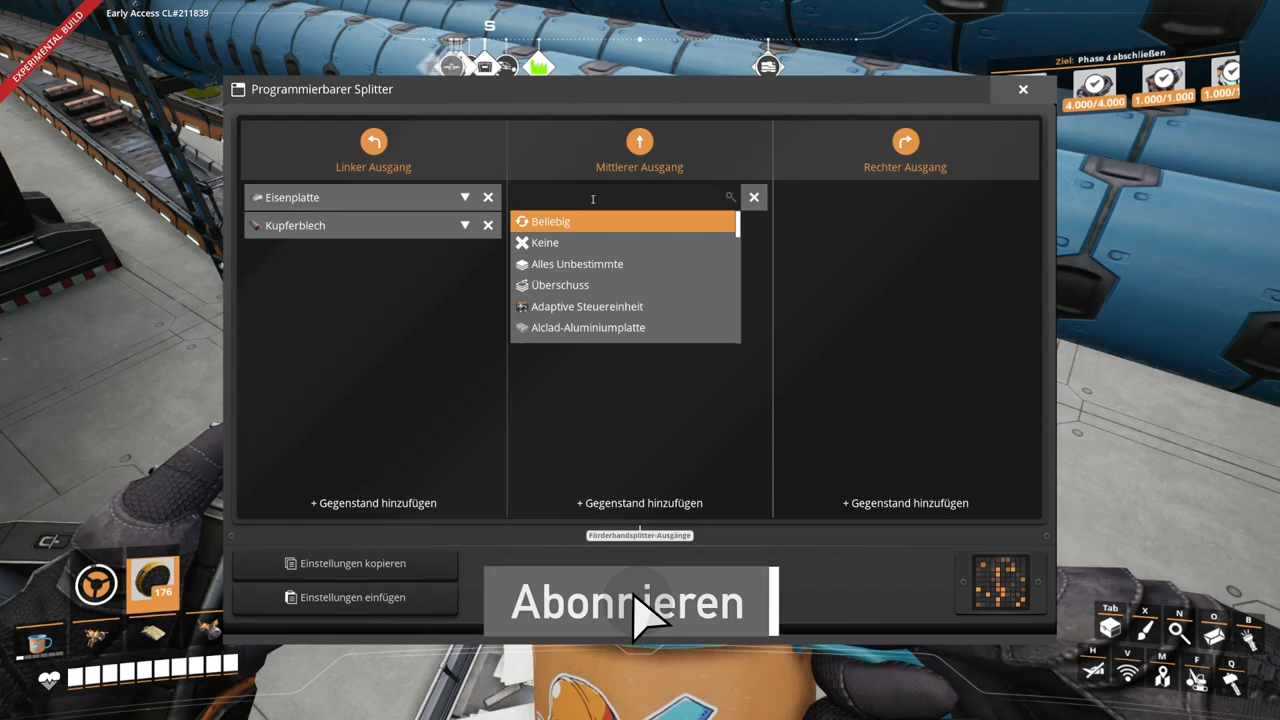 EXPERIMENTAL BUILD
Early Access CL#211839
S
Ziel: Phase 4 abschließen
4.000/4.000
1.000/1.000
1.000/1
Programmierbarer Splitter
Linker Ausgang
Mittlerer Ausgang
Rechter Ausgang
Eisenplatte
Kupferblech
Beliebig
Keine
Alles Unbestimmte
Überschuss
Adaptive Steuereinheit
Alclad-Aluminiumplatte
+ Gegenstand hinzufügen
+ Gegenstand hinzufügen
+ Gegenstand hinzufügen
Förderbandsplitter-Ausgänge
Einstellungen kopieren
Einstellungen einfügen
Abonnieren
176
Tab
X
N
O
B
H
V
M
F
Q